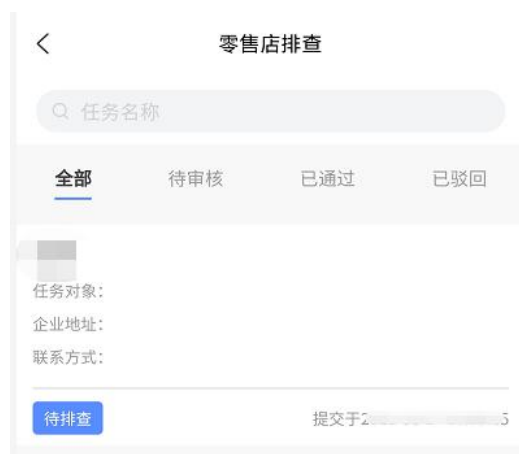 零售店排查
任务名称
全部 待审核 已通过 已驳回
任务对象:
企业地址:
联系方式:
待排查 提交于2